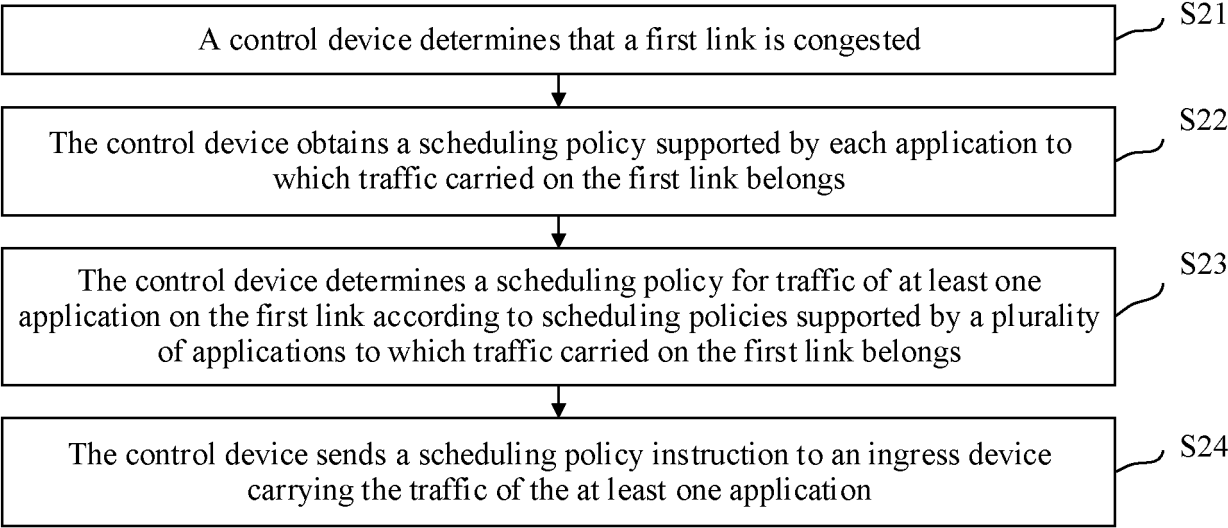 A control device determines that a first link is congested
S21
The control device obtains a scheduling policy supported by each application to
which traffic carried on the first link belongs
S22
The control device determines a scheduling policy for traffic of at least one
application on the first link according to scheduling policies supported by a plurality
of applications to which traffic carried on the first link belongs
S23
The control device sends a scheduling policy instruction to an ingress device
carrying the traffic of the at least one application
S24